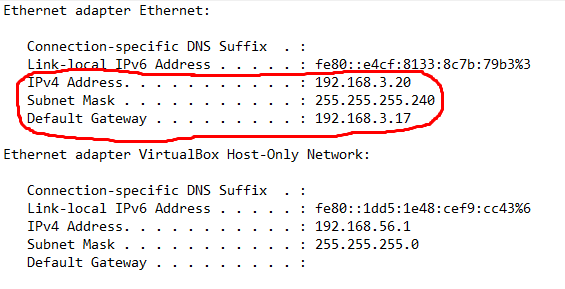 Ethernet adapter Ethernet:
Connection-specific DNS Suffix  . :
Link-local IPv6 Address . . . . . : fe80::e4cf:8133:8c7b:79b3%3
IPv4 Address. . . . . . . . . . . : 192.168.3.20
Subnet Mask . . . . . . . . . . . : 255.255.255.240
Default Gateway . . . . . . . . . : 192.168.3.17
Ethernet adapter VirtualBox Host-Only Network:
Connection-specific DNS Suffix  . :
Link-local IPv6 Address . . . . . : fe80::1dd5:1e48:cef9:cc43%6
IPv4 Address. . . . . . . . . . . : 192.168.56.1
Subnet Mask . . . . . . . . . . . : 255.255.255.0
Default Gateway . . . . . . . . . :